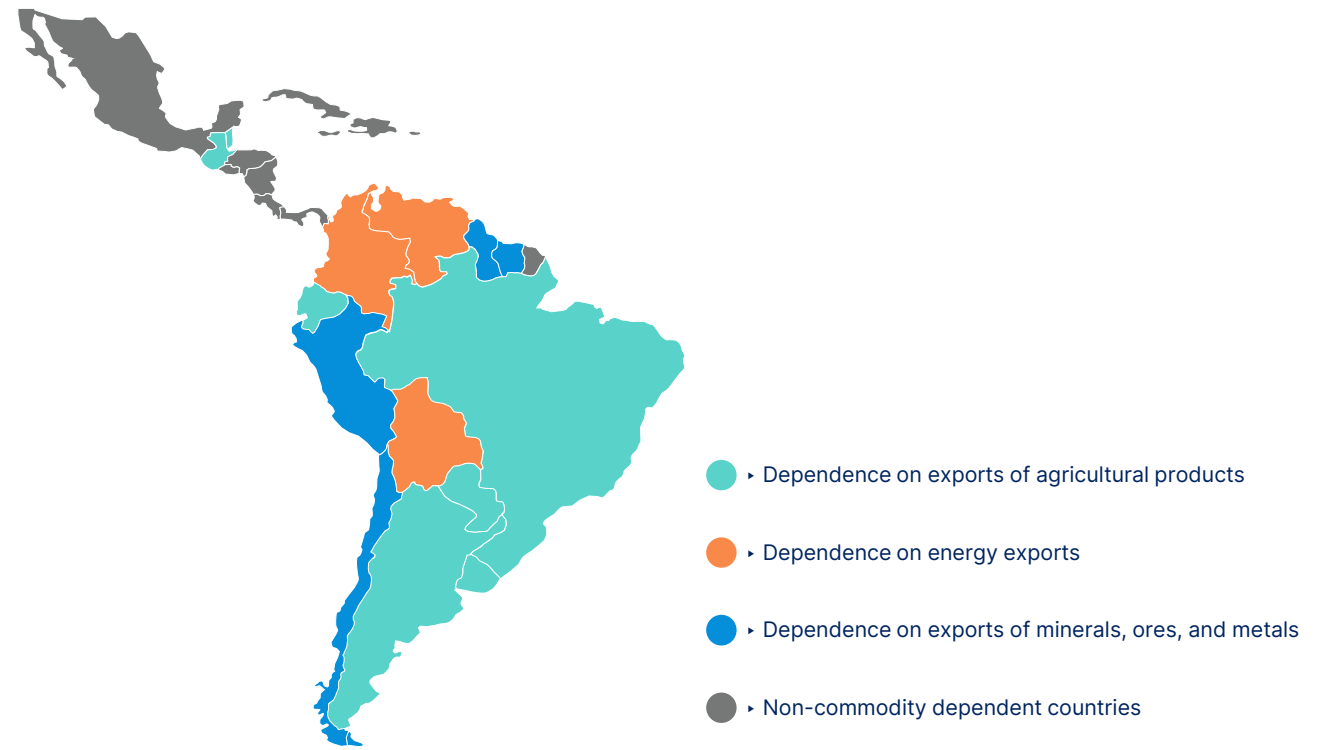 ‣ Dependence on exports of agricultural products
‣ Dependence on energy exports
‣ Dependence on exports of minerals, ores, and metals
‣ Non-commodity dependent countries